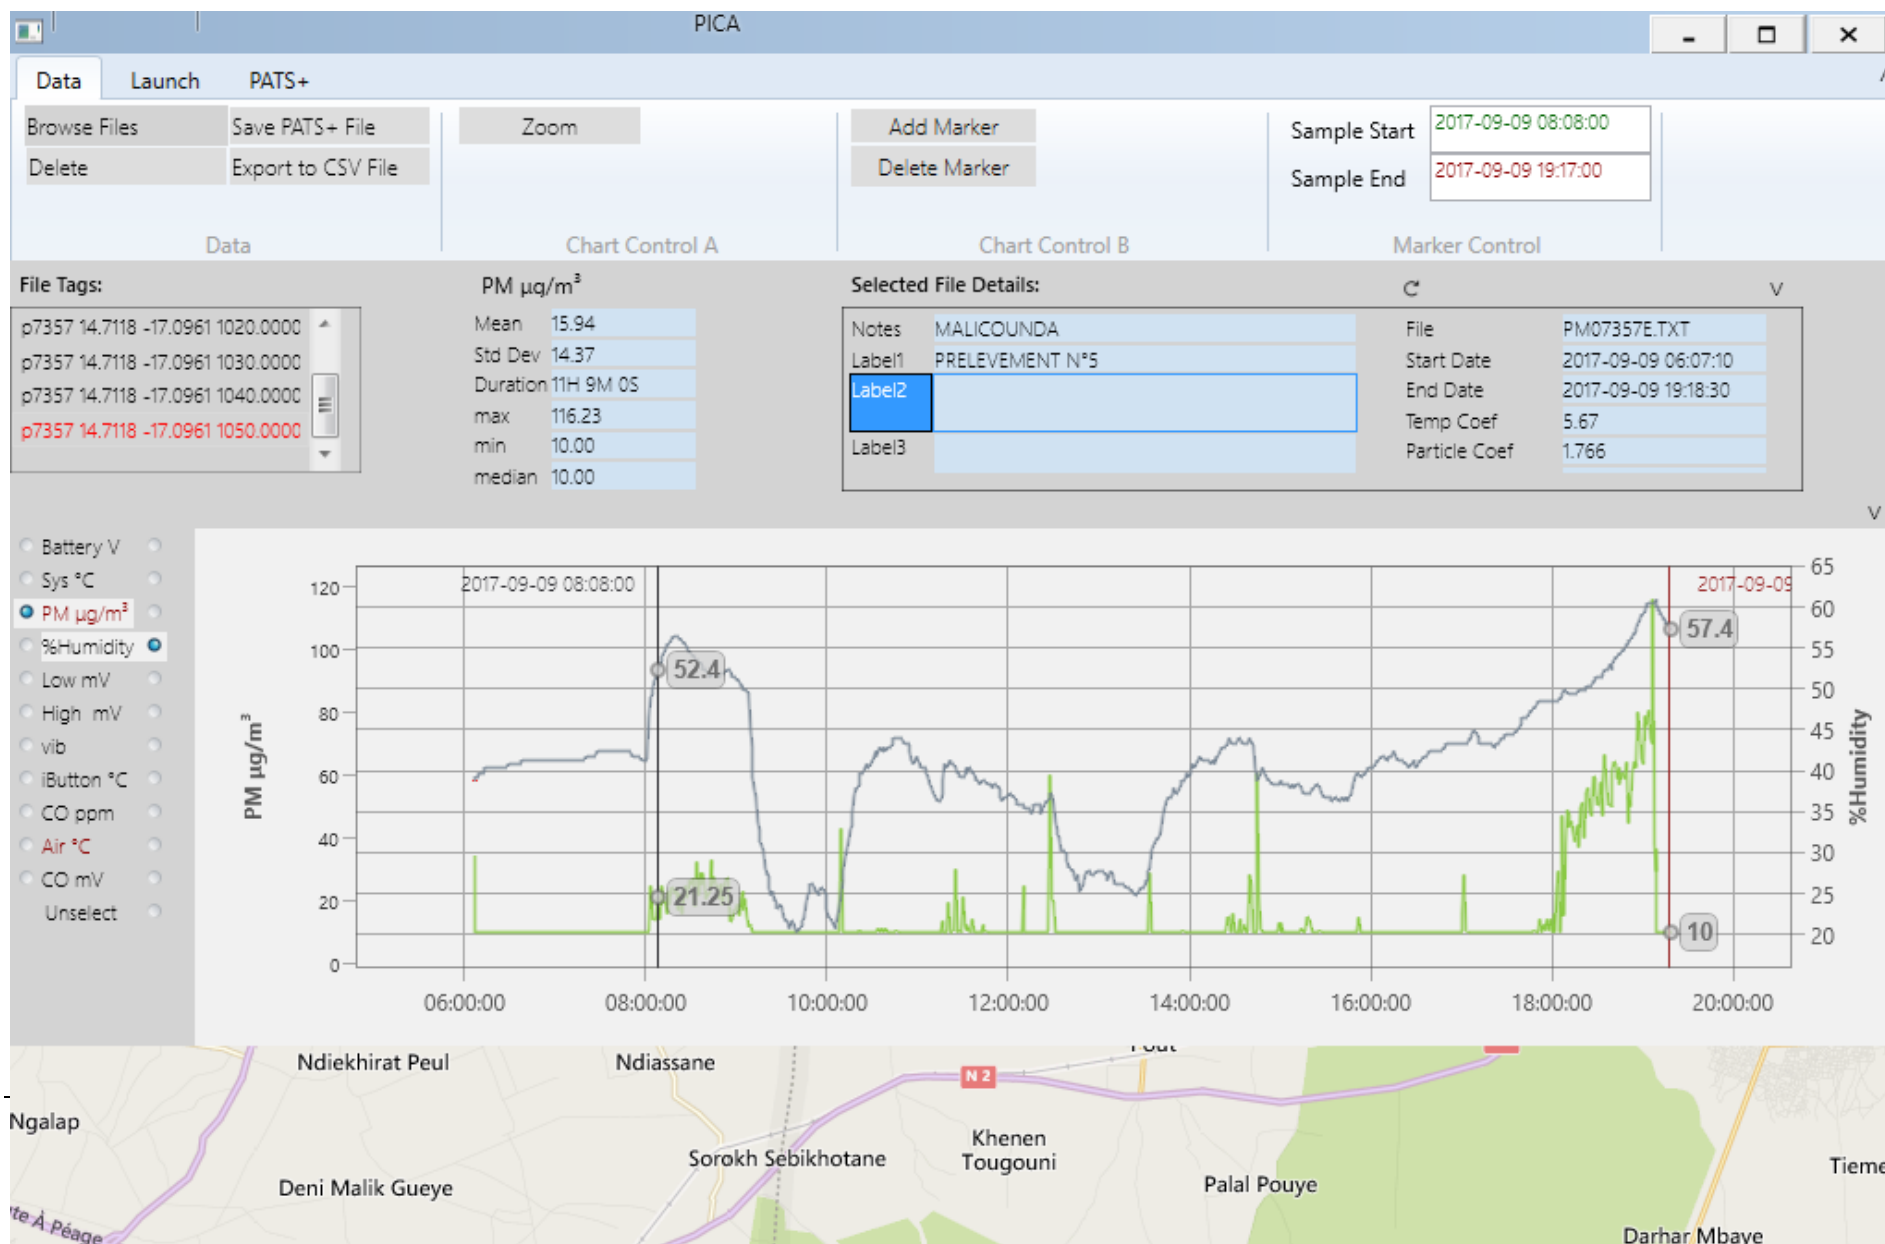 PICA
Data Launch PATS+
Browse Files Save PATS+ File Zoom Add Marker Sample Start 2017-09-09 08:08:00
Delete Export to CSV File Delete Marker Sample End 2017-09-09 19:17:00
Data Chart Control A Chart Control B Marker Control
File Tags: PM µg/m³ Selected File Details:
p7357 14.7118 -17.0961 1020.0000
p7357 14.7118 -17.0961 1030.0000
p7357 14.7118 -17.0961 1040.0000
p7357 14.7118 -17.0961 1050.0000
Mean 15.94
Std Dev 14.37
Duration 11H 9M 0S
max 116.23
min 10.00
median 10.00
Notes MALICOUNDA
Label1 PRELEVEMENT N°5
Label2
Label3
File PM07357E.TXT
Start Date 2017-09-09 06:07:10
End Date 2017-09-09 19:18:30
Temp Coef 5.67
Particle Coef 1.766
Battery V
Sys °C
PM µg/m³
%Humidity
Low mV
High mV
vib
iButton °C
CO ppm
Air °C
CO mV
Unselect
PM µg/m³
120
100
80
60
40
20
0
2017-09-09 08:08:00
2017-09-09
52.4
21.25
57.4
10
65
60
55
50
45
40
35
30
25
20
%Humidity
06:00:00 08:00:00 10:00:00 12:00:00 14:00:00 16:00:00 18:00:00 20:00:00
Ndiekhirat Peul
Ndiassane
N 2
Ngalap
Khenen
Tougouni
Sorokh Sebikhotane
Deni Malik Gueye
Palal Pouye
Tieme
te À Péage
Darhar Mbaye